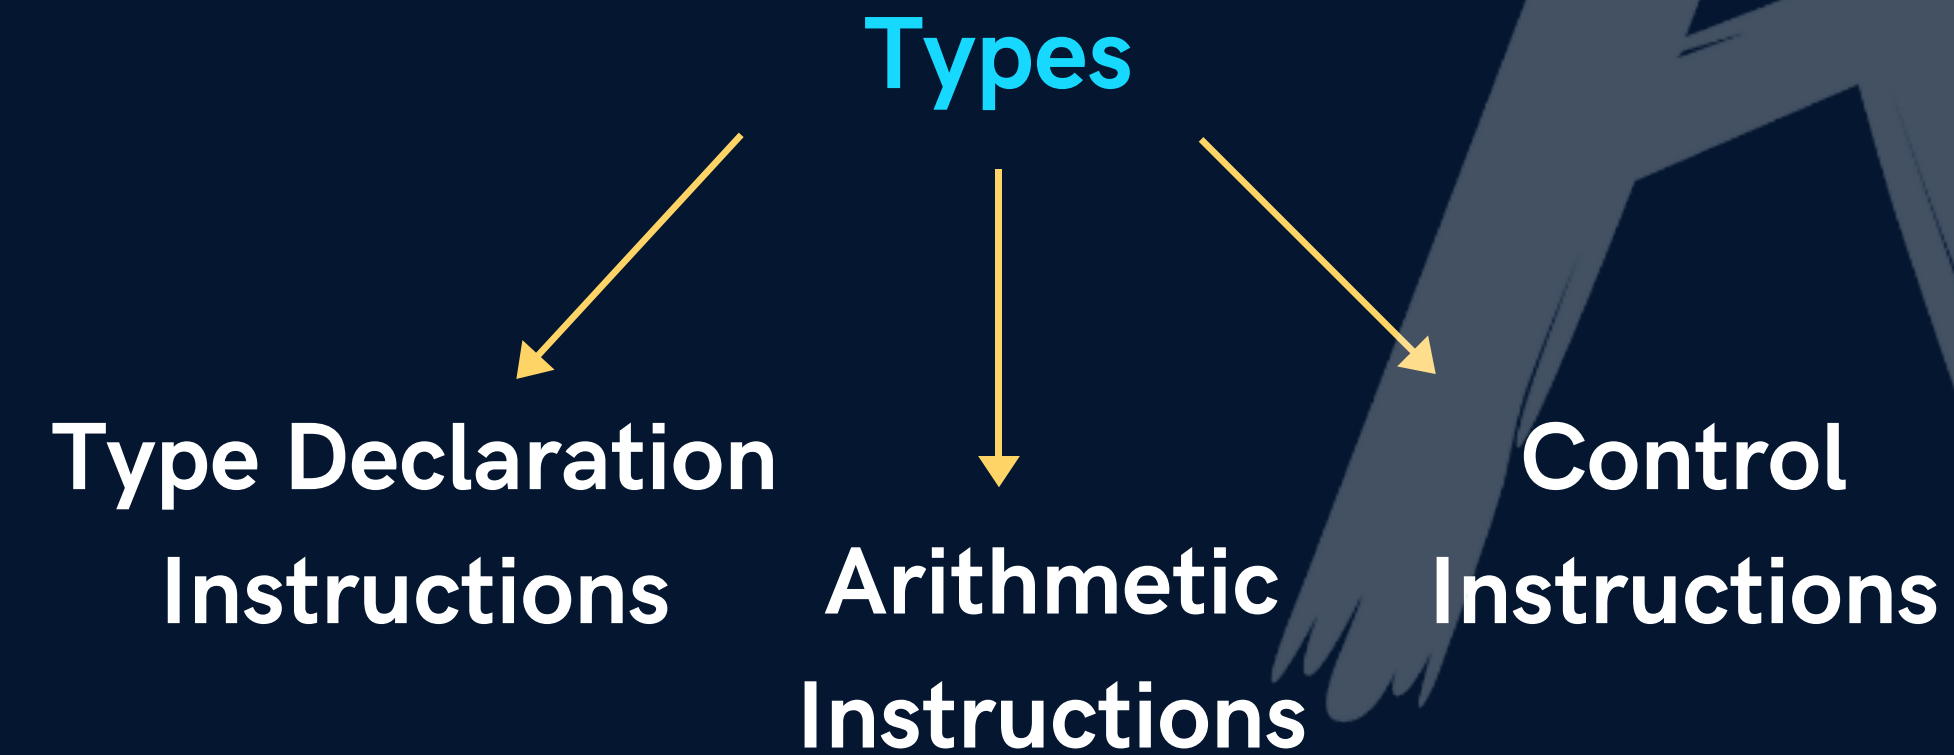 Types
Type Declaration
Instructions
Arithmetic
Instructions
Control
Instructions